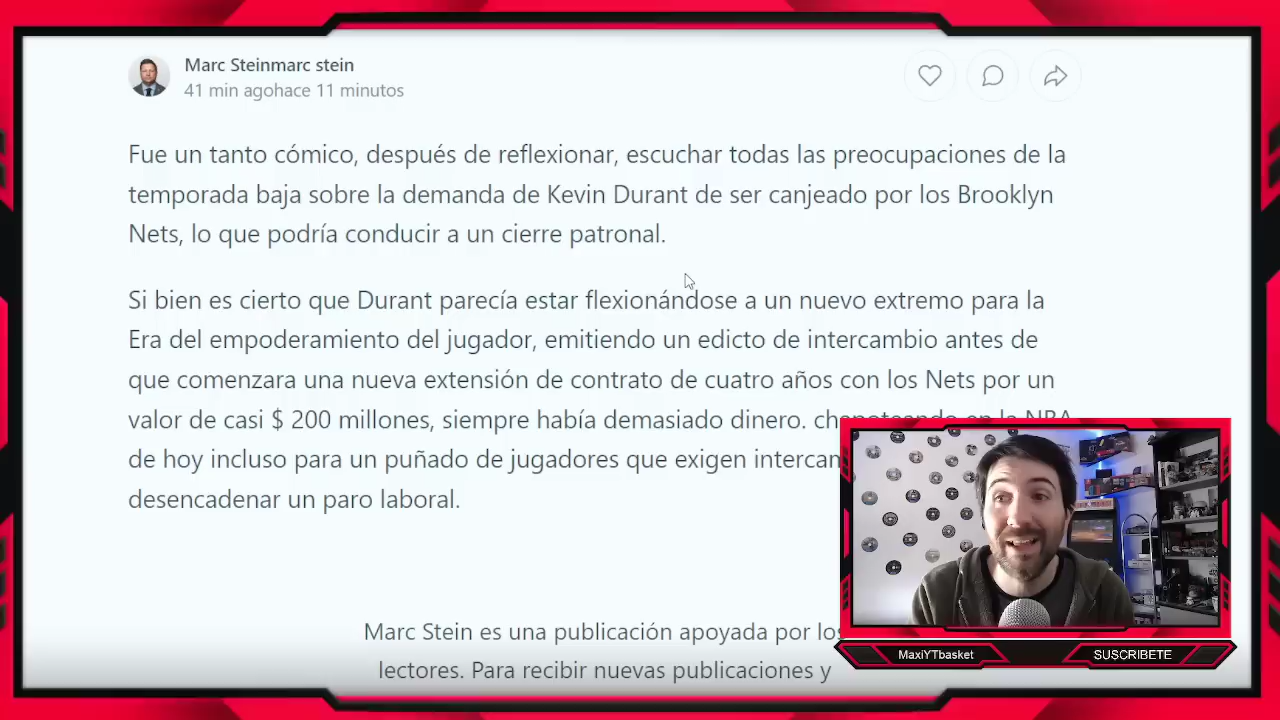 Marc Steinmarc stein
41 min agohace 11 minutos
Fue un tanto cómico, después de reflexionar, escuchar todas las preocupaciones de la
temporada baja sobre la demanda de Kevin Durant de ser canjeado por los Brooklyn
Nets, lo que podría conducir a un cierre patronal.
Si bien es cierto que Durant parecía estar flexionándose a un nuevo extremo para la
Era del empoderamiento del jugador, emitiendo un edicto de intercambio antes de
que comenzara una nueva extensión de contrato de cuatro años con los Nets por un
valor de casi $ 200 millones, siempre había demasiado dinero. chapoteando en la NBA
de hoy incluso para un puñado de jugadores que exigen intercam
desencadenar un paro laboral.
Marc Stein es una publicación apoyada por los
lectores. Para recibir nuevas publicaciones y
MaxiYTbasket
SUSCRIBETE